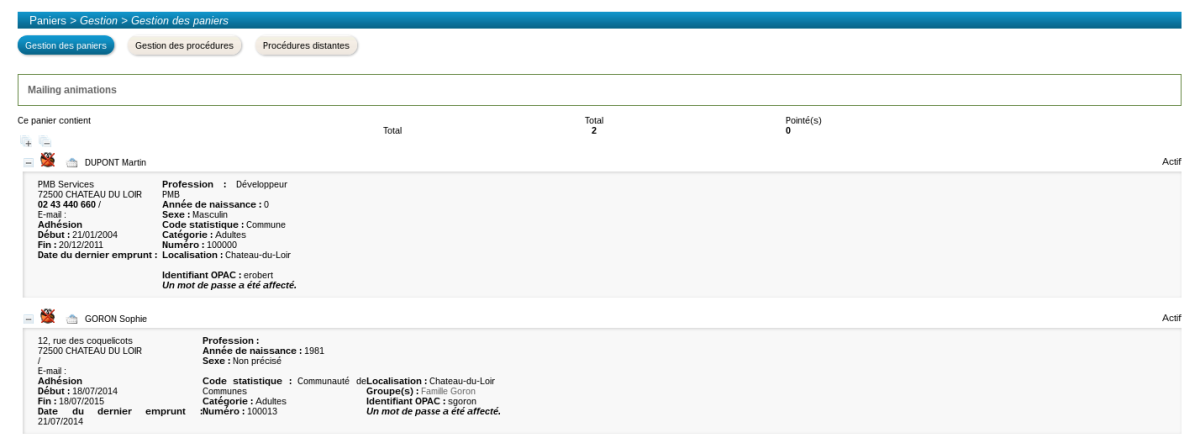 Paniers > Gestion > Gestion des paniers
Gestion des paniers Gestion des procédures Procédures distantes
Mailing animations
Ce panier contient Total Pointé(s)
Total 2 0
DUPONT Martin Actif
PMB Services Profession : Développeur
72500 CHATEAU DU LOIR PMB
02 43 440 660 / Année de naissance : 0
E-mail : Sexe : Masculin
Adhésion Code statistique : Commune
Début : 21/01/2004 Catégorie : Adultes
Fin : 20/12/2011 Numéro : 100000
Date du dernier emprunt : Localisation : Chateau-du-Loir
Identifiant OPAC : erobert
Un mot de passe a été affecté.
GORON Sophie Actif
12, rue des coquelicots Profession :
72500 CHATEAU DU LOIR Année de naissance : 1981
/ Sexe : Non précisé
E-mail :
Adhésion Code statistique : Communauté de Localisation : Chateau-du-Loir
Début : 18/07/2014 Communes Groupe(s) : Famille Goron
Fin : 18/07/2015 Catégorie : Adultes Identifiant OPAC : sgoron
Date du dernier emprunt : Numéro : 100013 Un mot de passe a été affecté.
21/07/2014